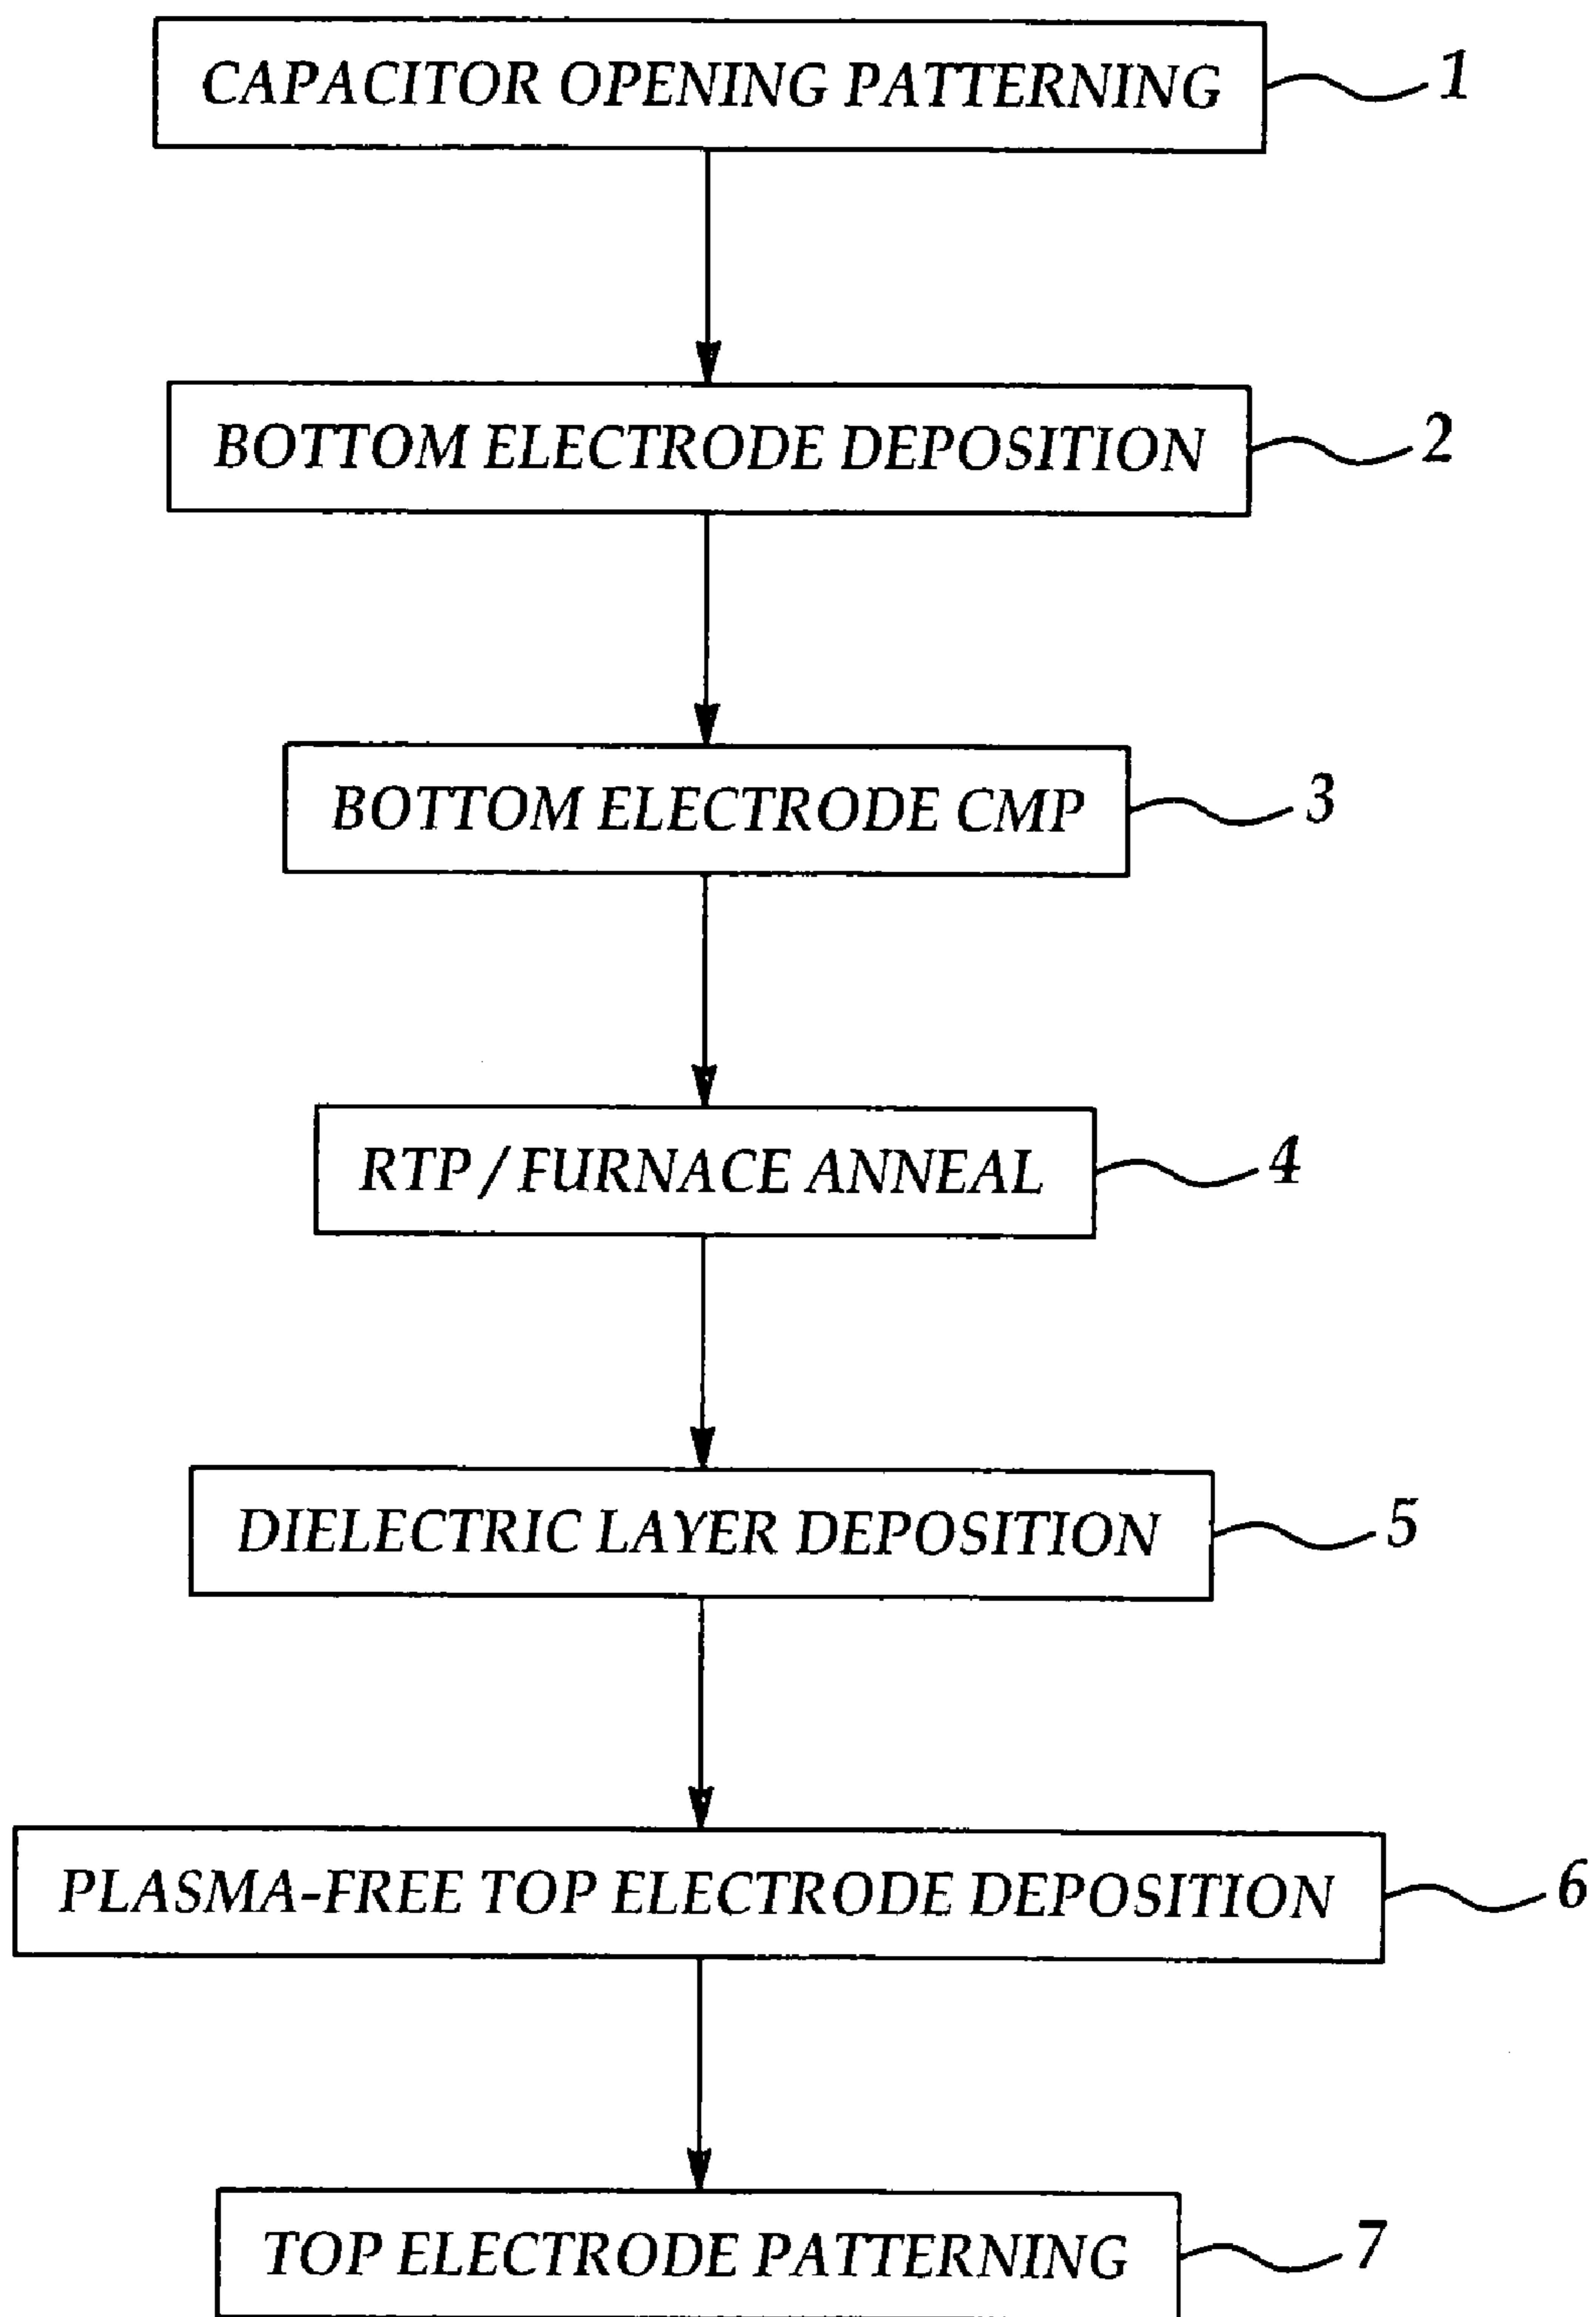 CAPACITOR OPENING PATTERNING 1
BOTTOM ELECTRODE DEPOSITION 2
BOTTOM ELECTRODE CMP 3
RTP / FURNACE ANNEAL 4
DIELECTRIC LAYER DEPOSITION 5
PLASMA-FREE TOP ELECTRODE DEPOSITION 6
TOP ELECTRODE PATTERNING 7